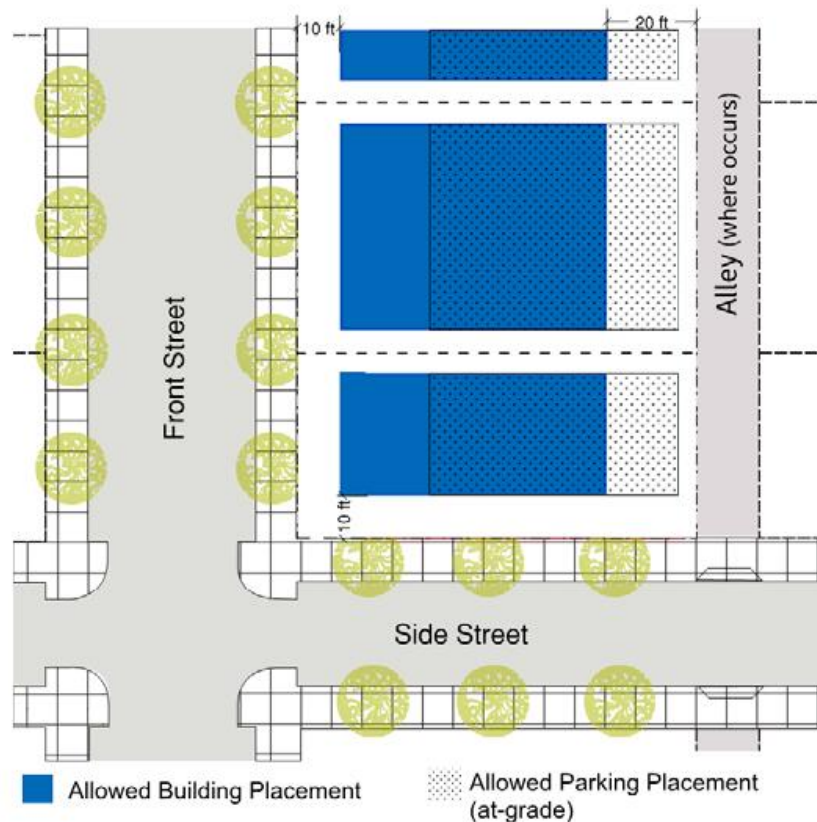 10 ft
20 ft
Front Street
Alley (where occurs)
10 ft
Side Street
Allowed Building Placement
Allowed Parking Placement
(at-grade)